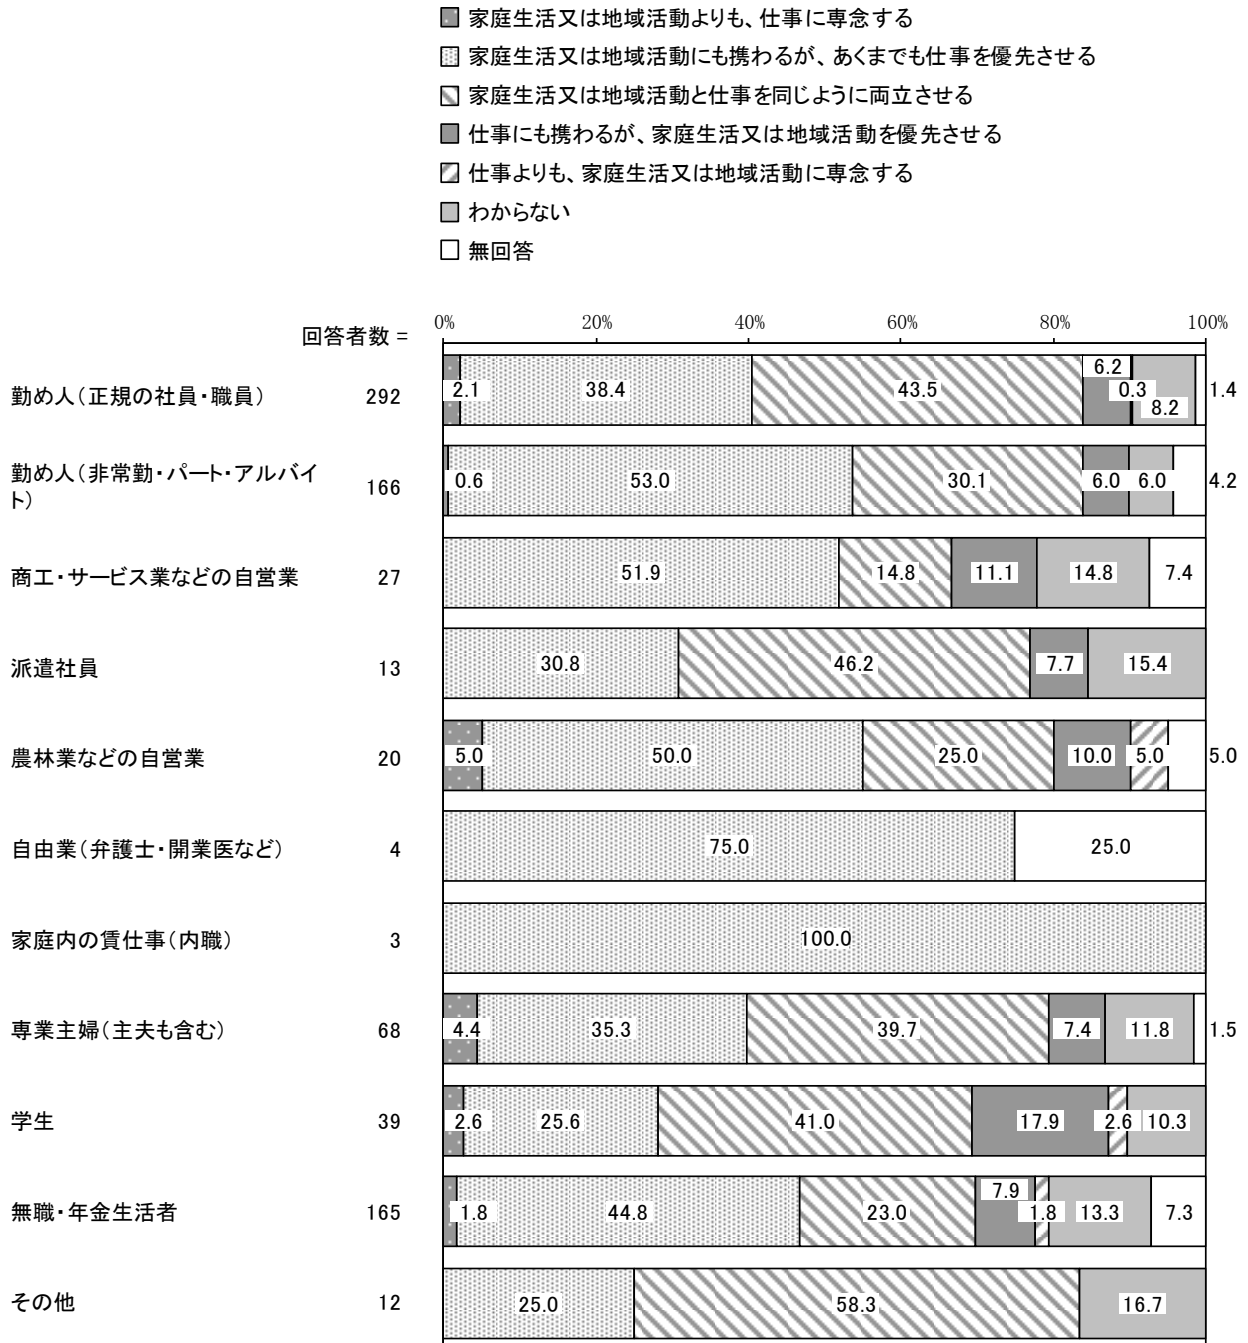 家庭生活又は地域活動よりも、仕事に専念する
家庭生活又は地域活動にも携わるが、あくまでも仕事を優先させる
家庭生活又は地域活動と仕事を同じように両立させる
仕事にも携わるが、家庭生活又は地域活動を優先させる
仕事よりも、家庭生活又は地域活動に専念する
わからない
無回答
回答者数 = 0% 20% 40% 60% 80% 100%
勤め人(正規の社員・職員) 292 2.1 38.4 43.5 6.2 0.3 8.2 1.4
勤め人(非常勤・パート・アルバイ
ト) 166 0.6 53.0 30.1 6.0 6.0 4.2
商工・サービス業などの自営業 27 51.9 14.8 11.1 14.8 7.4
派遣社員 13 30.8 46.2 7.7 15.4
農林業などの自営業 20 5.0 50.0 25.0 10.0 5.0 5.0
自由業(弁護士・開業医など) 4 75.0 25.0
家庭内の賃仕事(内職) 3 100.0
専業主婦(主夫も含む) 68 4.4 35.3 39.7 7.4 11.8 1.5
学生 39 2.6 25.6 41.0 17.9 2.6 10.3
無職・年金生活者 165 1.8 44.8 23.0 7.9 1.8 13.3 7.3
その他 12 25.0 58.3 16.7